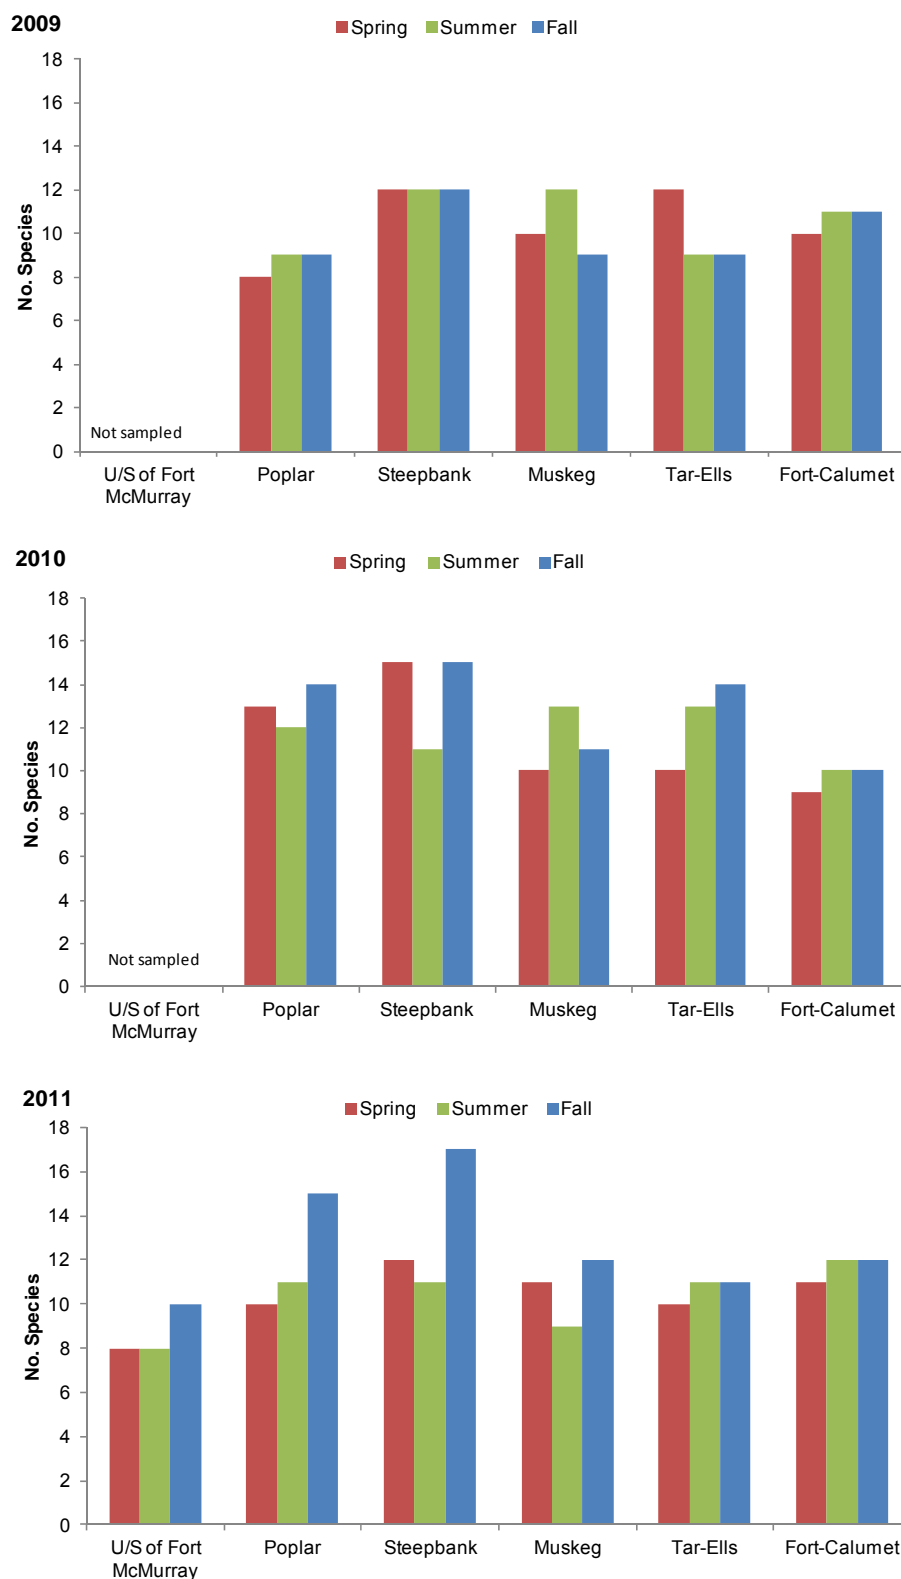 2009
Spring Summer Fall
18
16
14
12
10
8
6
4
2
0
No. Species
Not sampled
U/S of Fort McMurray
Poplar
Steepbank
Muskeg
Tar-Ells
Fort-Calumet
2010
Spring Summer Fall
18
16
14
12
10
8
6
4
2
0
No. Species
Not sampled
U/S of Fort McMurray
Poplar
Steepbank
Muskeg
Tar-Ells
Fort-Calumet
2011
Spring Summer Fall
18
16
14
12
10
8
6
4
2
0
No. Species
U/S of Fort McMurray
Poplar
Steepbank
Muskeg
Tar-Ells
Fort-Calumet